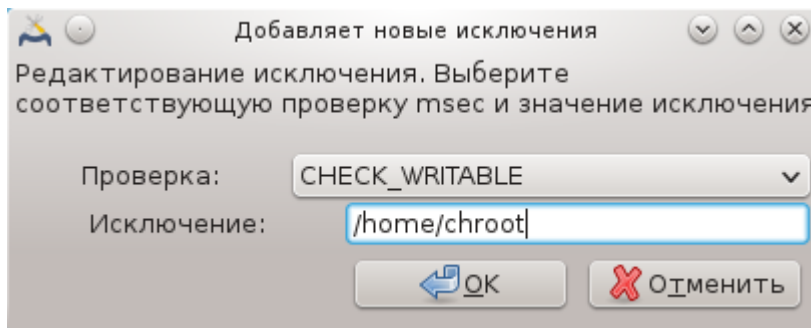 Добавляет новые исключения
Редактирование исключения. Выберите
соответствующую проверку msec и значение исключения
Проверка: CHECK_WRITABLE
Исключение: /home/chroot
OK Отменить